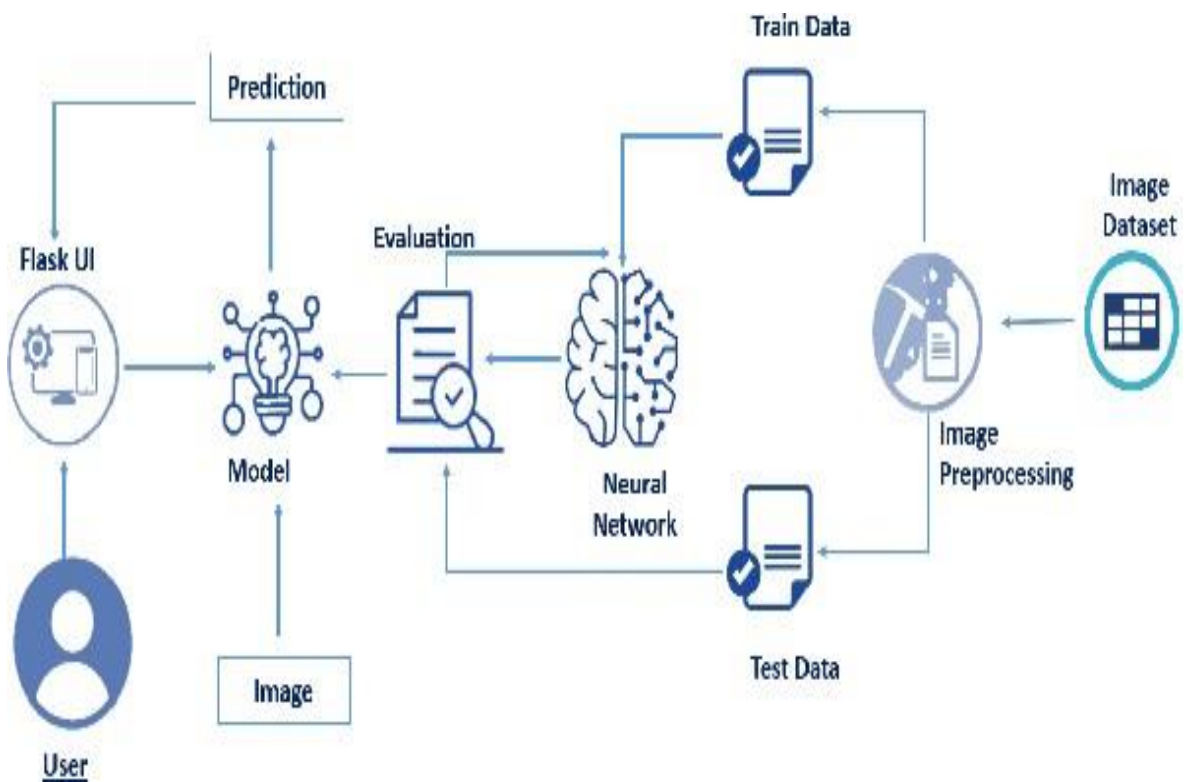 Train Data
Prediction
Image
Dataset
Evaluation
Flask UI
Image
Preprocessing
Model
Neural
Network
Test Data
Image
User